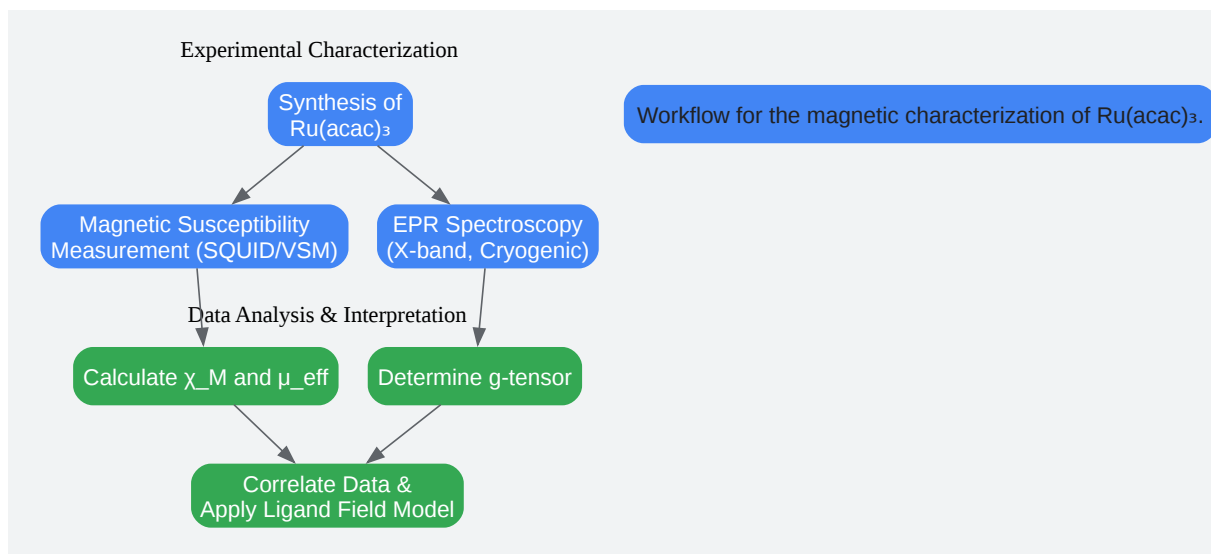 Experimental Characterization
Synthesis of
Ru(acac)₃
Workflow for the magnetic characterization of Ru(acac)₃.
Magnetic Susceptibility
Measurement (SQUID/VSM)
EPR Spectroscopy
(X-band, Cryogenic)
Data Analysis & Interpretation
Calculate χ_M and μ_eff
Determine g-tensor
Correlate Data &
Apply Ligand Field Model